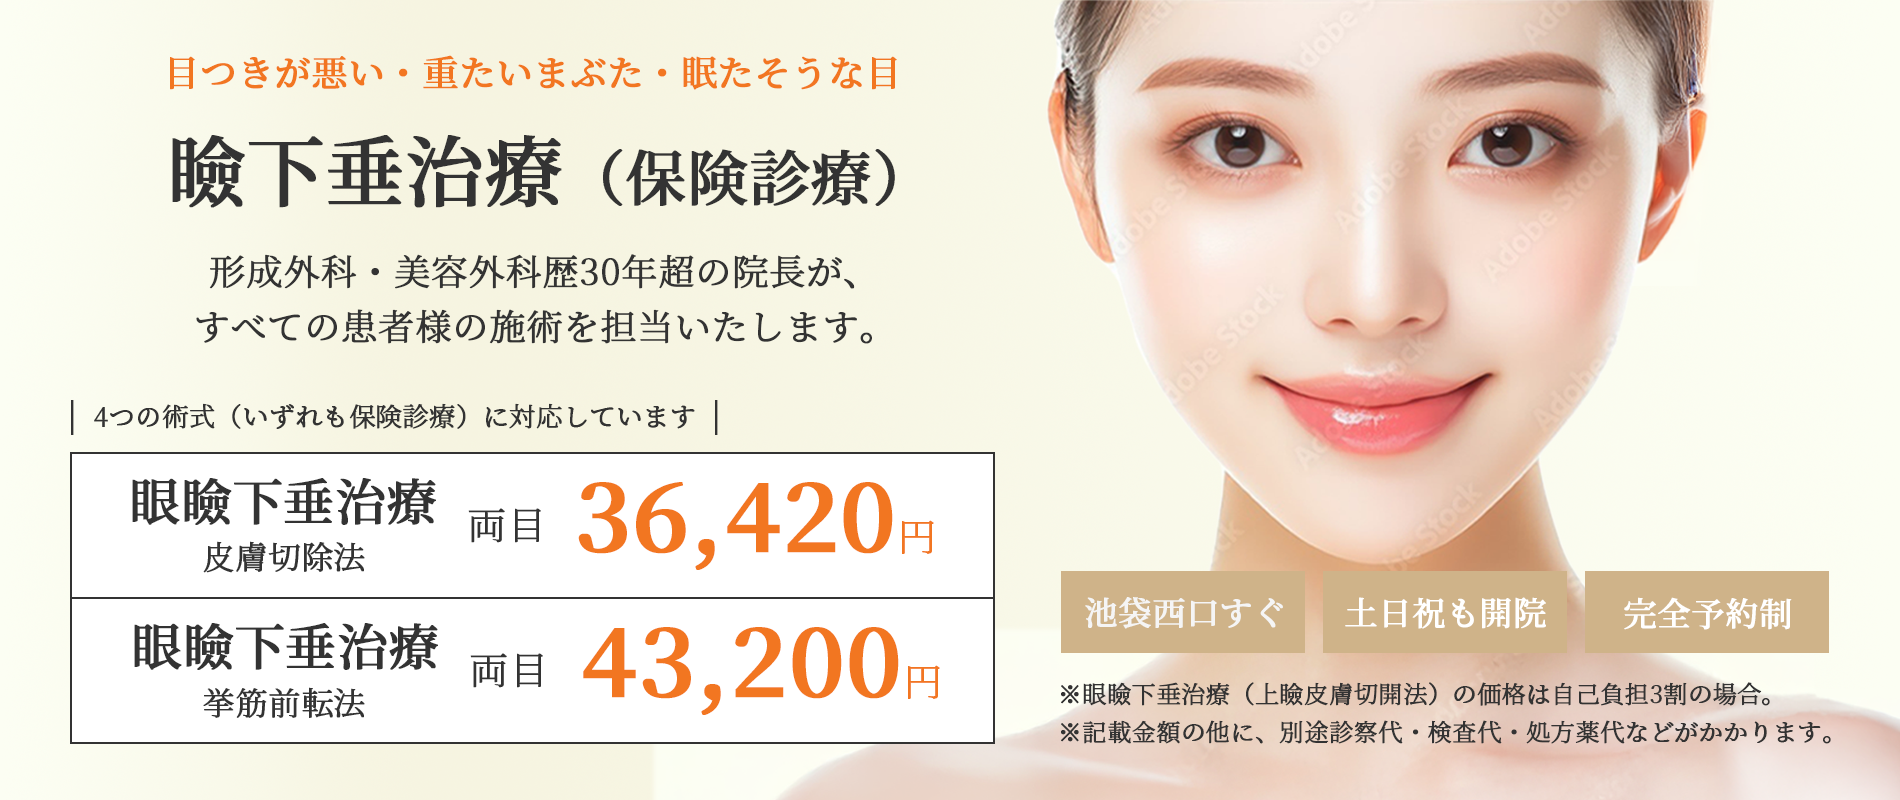 目つきが悪い・重たいまぶた・眠たそうな目
瞼下垂治療（保険診療）
形成外科・美容外科歴30年超の院長が、
すべての患者様の施術を担当いたします。
4つの術式（いずれも保険診療）に対応しています
眼瞼下垂治療
皮膚切除法
両目 36,420円
眼瞼下垂治療
挙筋前転法
両目 43,200円
池袋西口すぐ
土日祝も開院
完全予約制
※眼瞼下垂治療（上瞼皮膚切開法）の価格は自己負担3割の場合。
※記載金額の他に、別途診察代・検査代・処方薬代などがかかります。
Adobe Stock